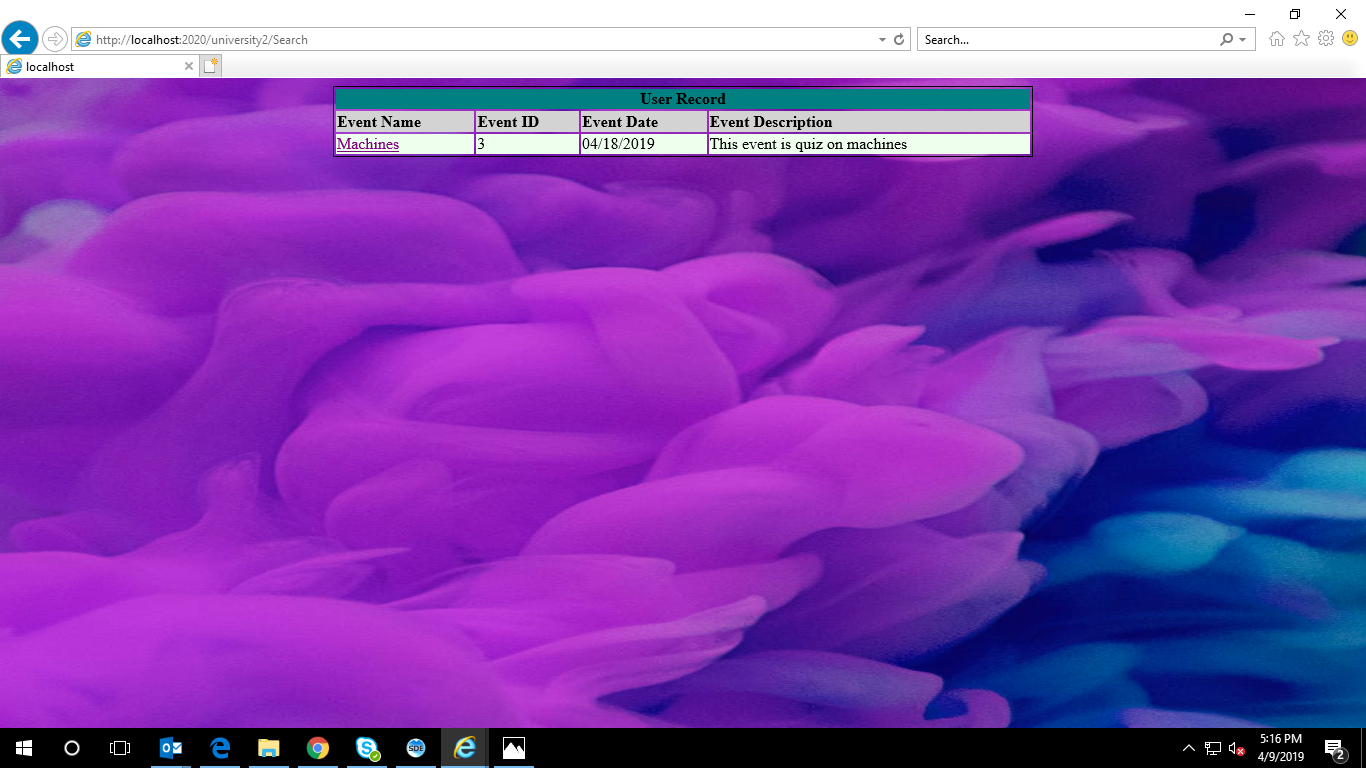 http://localhost:2020/university2/Search
Search...
localhost
User Record
Event Name Event ID Event Date Event Description
Machines 3 04/18/2019 This event is quiz on machines
SDE
5:16 PM
4/9/2019
2